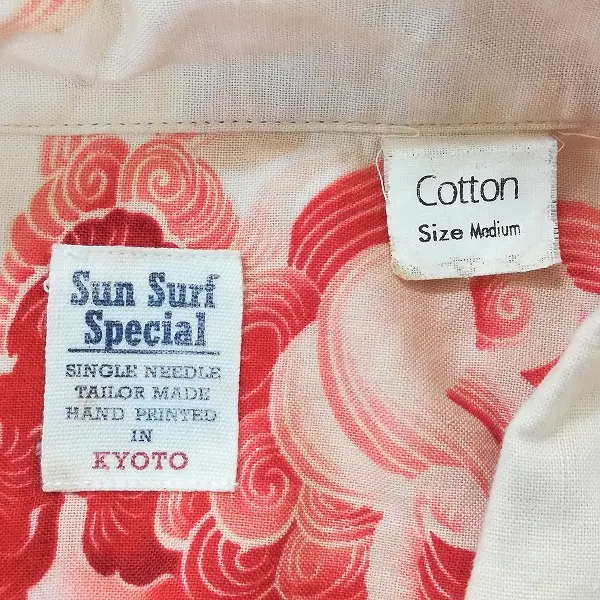 Sun Surf
Special
SINGLE NEEDLE
TAILOR MADE
HAND PRINTED
IN
KYOTO
Cotton
Size Medium